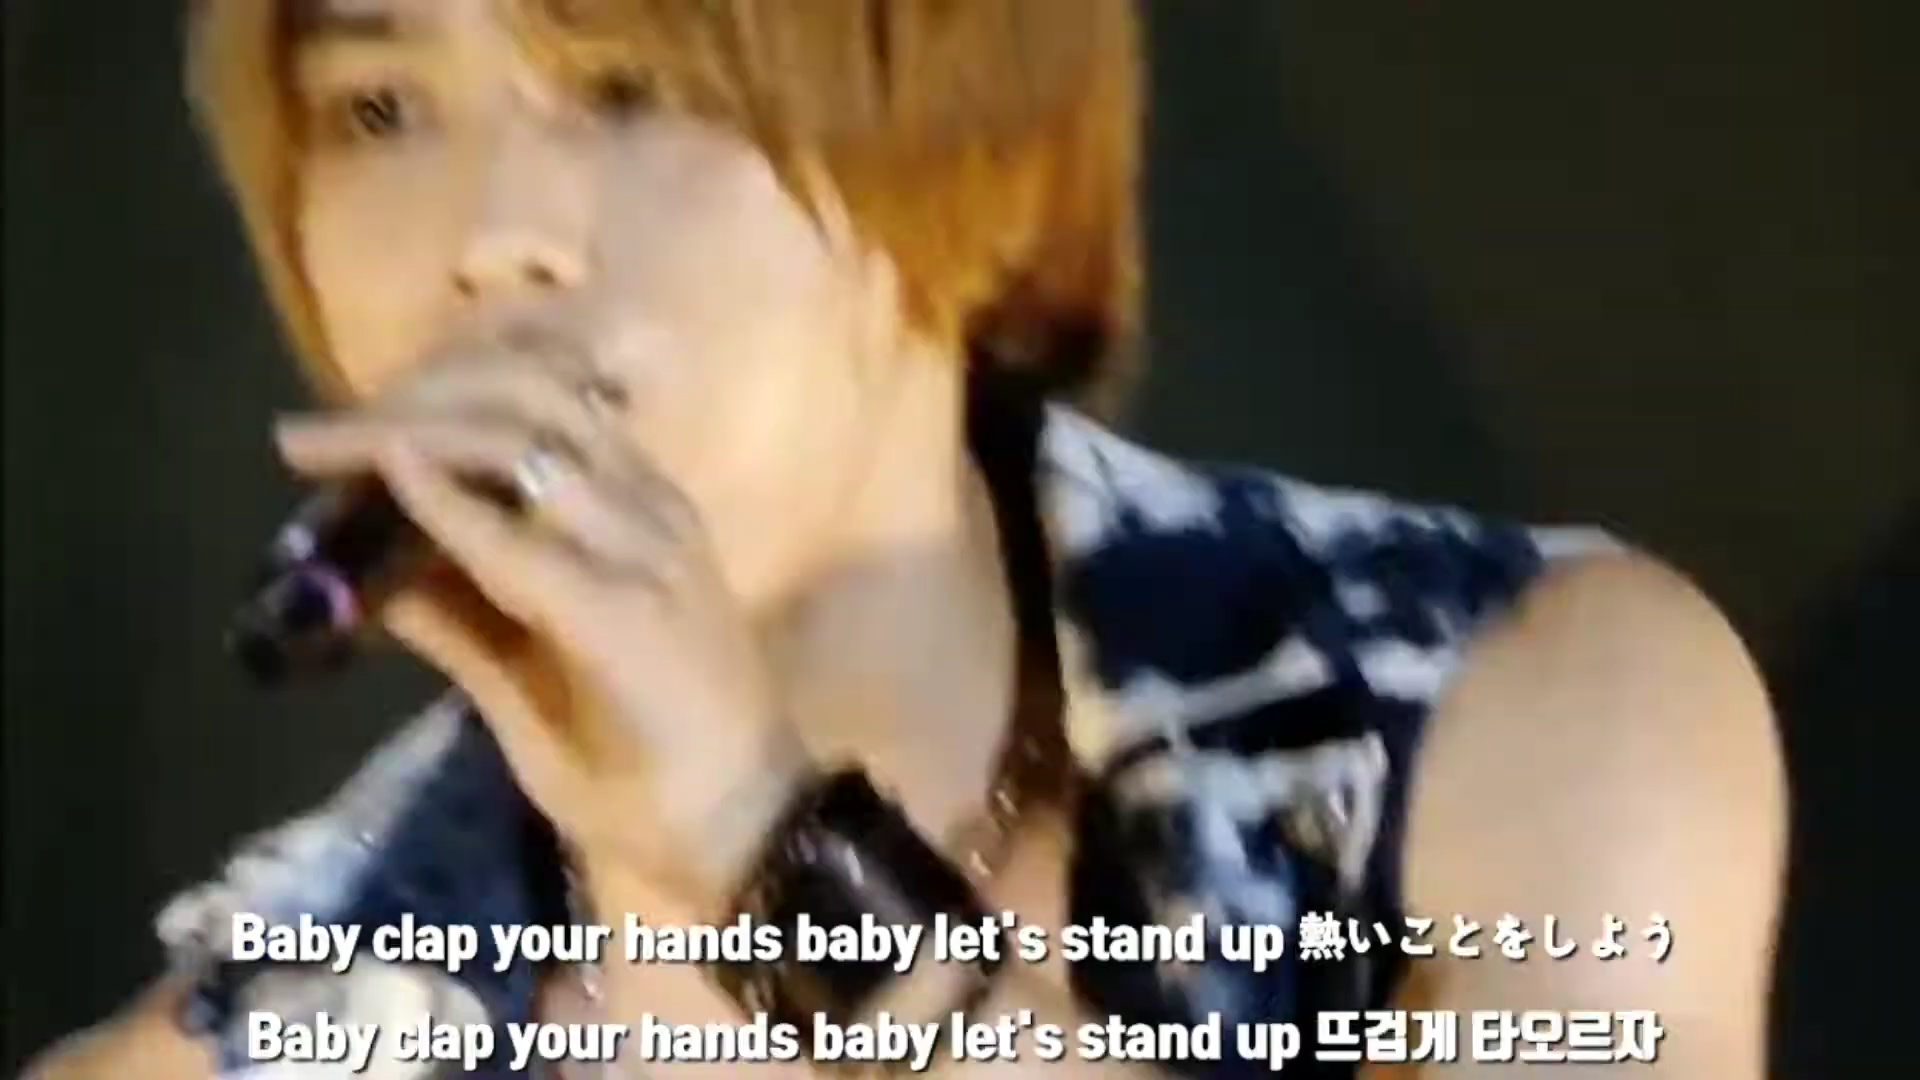 Baby clap your hands baby let's stand up 熱いことをしよう
Baby clap your hands baby let's stand up 뜨겁게 타오르자